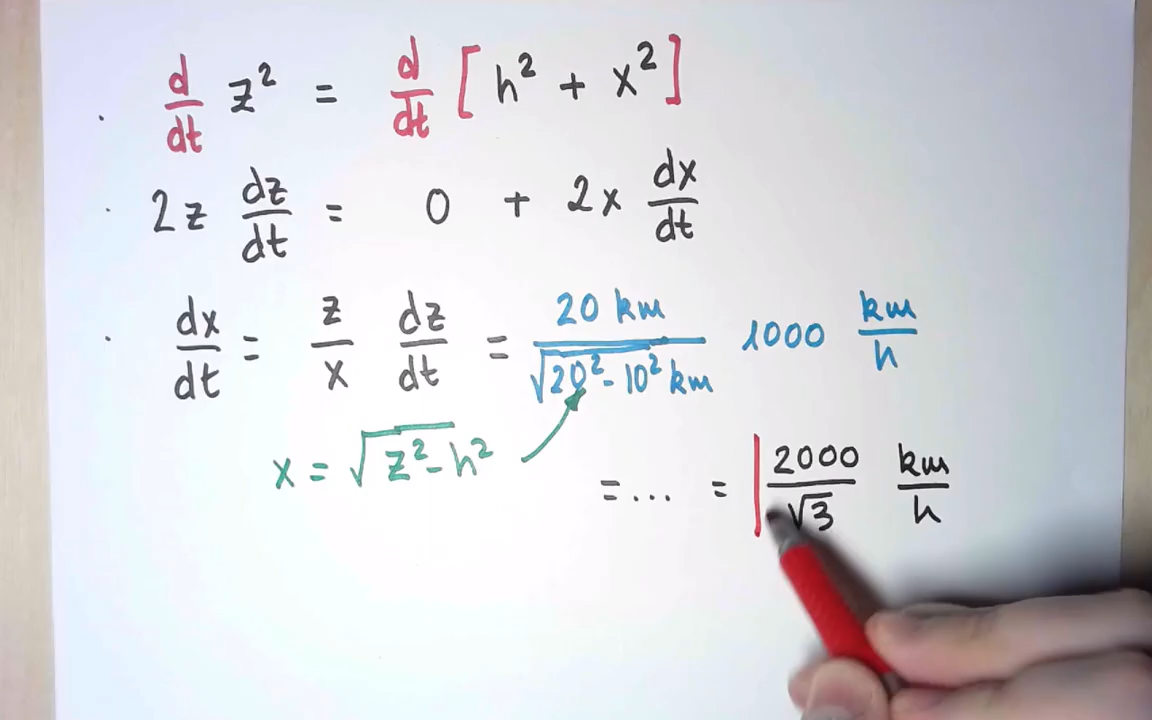 d/dt z² = d/dt [h² + x²]
2z dz/dt = 0 + 2x dx/dt
dx/dt = z/x dz/dt = 20 km / √(20² - 10²) km 1000 km/h
x = √(z² - h²)
= ... = 2000/√3 km/h